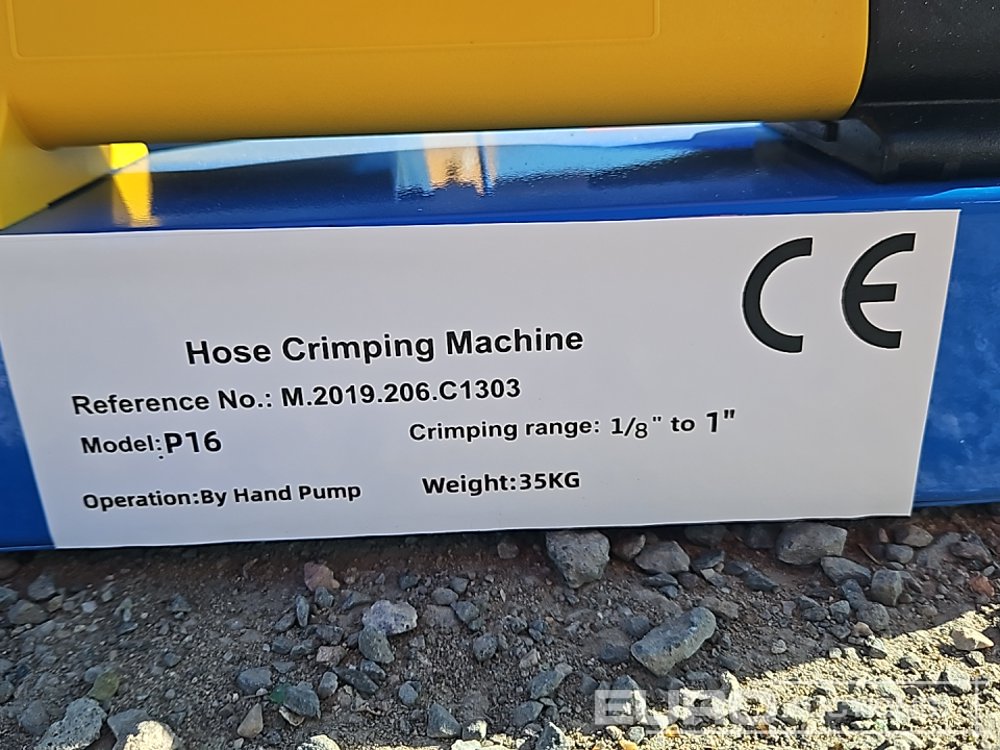 CE
Hose Crimping Machine
Reference No.: M.2019.206.C1303
Model:P16
Crimping range: 1/8" to 1"
Operation:By Hand Pump
Weight:35KG